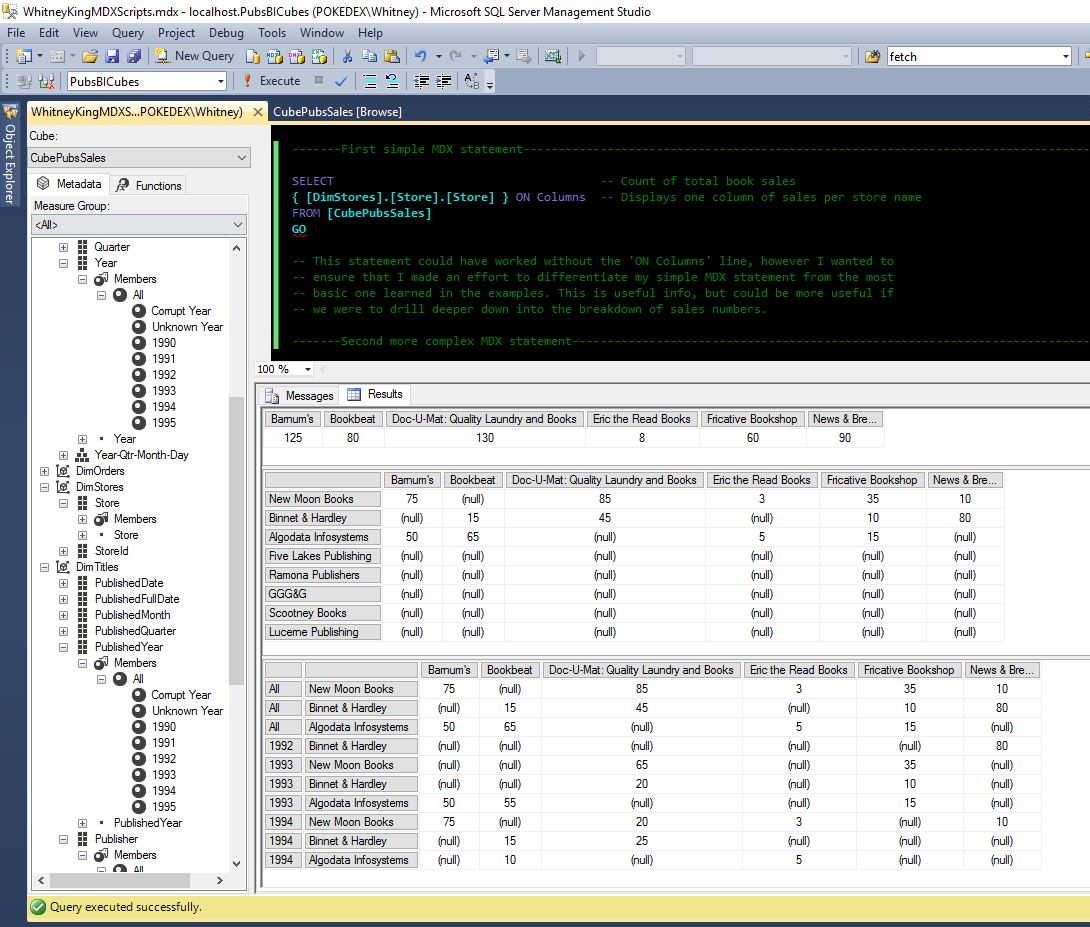 WhitneyKingMDXScripts.mdx - localhost.PubsBICubes (POKEDEX\Whitney) - Microsoft SQL Server Management Studio
File Edit View Query Project Debug Tools Window Help
New Query fetch
PubsBICubes Execute
Object Explorer
WhitneyKingMDXS...POKEDEX\Whitney) CubePubsSales [Browse]
Cube:
CubePubsSales
Metadata Functions
Measure Group:
<All>
Quarter
Year
Members
All
Corrupt Year
Unknown Year
1990
1991
1992
1993
1994
1995
Year
Year-Qtr-Month-Day
DimOrders
DimStores
Store
Members
Store
StoreId
DimTitles
PublishedDate
PublishedFullDate
PublishedMonth
PublishedQuarter
PublishedYear
Members
All
Corrupt Year
Unknown Year
1990
1991
1992
1993
1994
1995
PublishedYear
Publisher
Members
All
-------First simple MDX statement------------------------------------------------------------------------------------
SELECT -- Count of total book sales
{ [DimStores].[Store].[Store] } ON Columns -- Displays one column of sales per store name
FROM [CubePubsSales]
GO
-- This statement could have worked without the 'ON Columns' line, however I wanted to
-- ensure that I made an effort to differentiate my simple MDX statement from the most
-- basic one learned in the examples. This is useful info, but could be more useful if
-- we were to drill deeper down into the breakdown of sales numbers.
-------Second more complex MDX statement-----------------------------------------------------------------------------
100 %
Messages Results
Barnum's Bookbeat Doc-U-Mat: Quality Laundry and Books Eric the Read Books Fricative Bookshop News & Bre...
125 80 130 8 60 90
Barnum's Bookbeat Doc-U-Mat: Quality Laundry and Books Eric the Read Books Fricative Bookshop News & Bre...
New Moon Books 75 (null) 85 3 35 10
Binnet & Hardley (null) 15 45 (null) 10 80
Algodata Infosystems 50 65 (null) 5 15 (null)
Five Lakes Publishing (null) (null) (null) (null) (null) (null)
Ramona Publishers (null) (null) (null) (null) (null) (null)
GGG&G (null) (null) (null) (null) (null) (null)
Scootney Books (null) (null) (null) (null) (null) (null)
Lucerne Publishing (null) (null) (null) (null) (null) (null)
Barnum's Bookbeat Doc-U-Mat: Quality Laundry and Books Eric the Read Books Fricative Bookshop News & Bre...
All New Moon Books 75 (null) 85 3 35 10
All Binnet & Hardley (null) 15 45 (null) 10 80
All Algodata Infosystems 50 65 (null) 5 15 (null)
1992 Binnet & Hardley (null) (null) (null) (null) (null) 80
1993 New Moon Books (null) (null) 65 (null) 35 (null)
1993 Binnet & Hardley (null) (null) 20 (null) 10 (null)
1993 Algodata Infosystems 50 55 (null) (null) 15 (null)
1994 New Moon Books 75 (null) 20 3 (null) 10
1994 Binnet & Hardley (null) 15 25 (null) (null) (null)
1994 Algodata Infosystems (null) 10 (null) 5 (null) (null)
Query executed successfully.